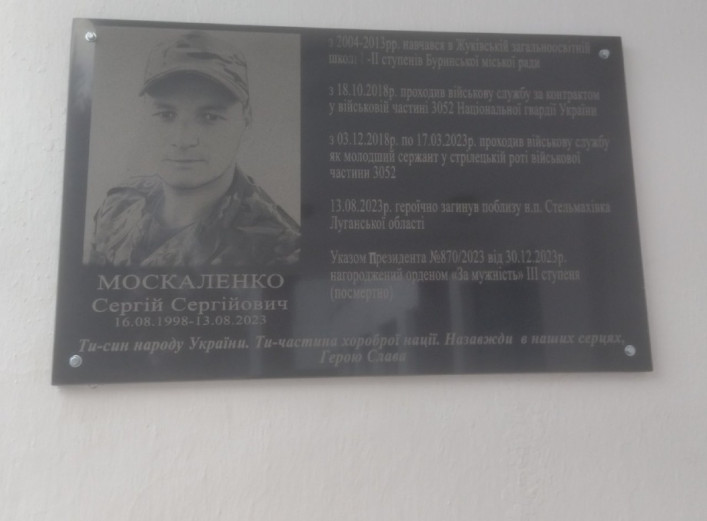 з 2004-2013рр. навчався в Жуківській загальноосвітній
школі І-ІІ ступенів Буринської міської ради
з 18.10.2018р. проходив військову службу за контрактом
у військовій частині 3052 Національної гвардії України
з 03.12.2018р. по 17.03.2023р. проходив військову службу
як молодший сержант у стрілецькій роті військової
частини 3052
13.08.2023р. героїчно загинув поблизу н.п. Стельмахівка
Луганської області
Указом Президента №870/2023 від 30.12.2023р.
нагороджений орденом «За мужність» ІІІ ступеня
(посмертно)
МОСКАЛЕНКО
Сергій Сергійович
16.08.1998-13.08.2023
Ти-син народу України. Ти-частина хороброї нації. Назавжди в наших серцях,
Герою Слава